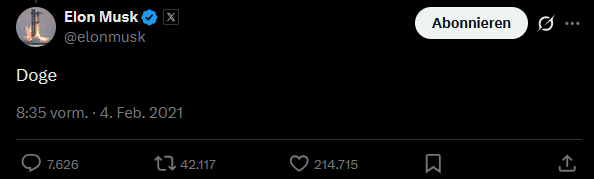 Elon Musk
@elonmusk
Abonnieren
Doge
8:35 vorm. · 4. Feb. 2021
7.626 42.117 214.715